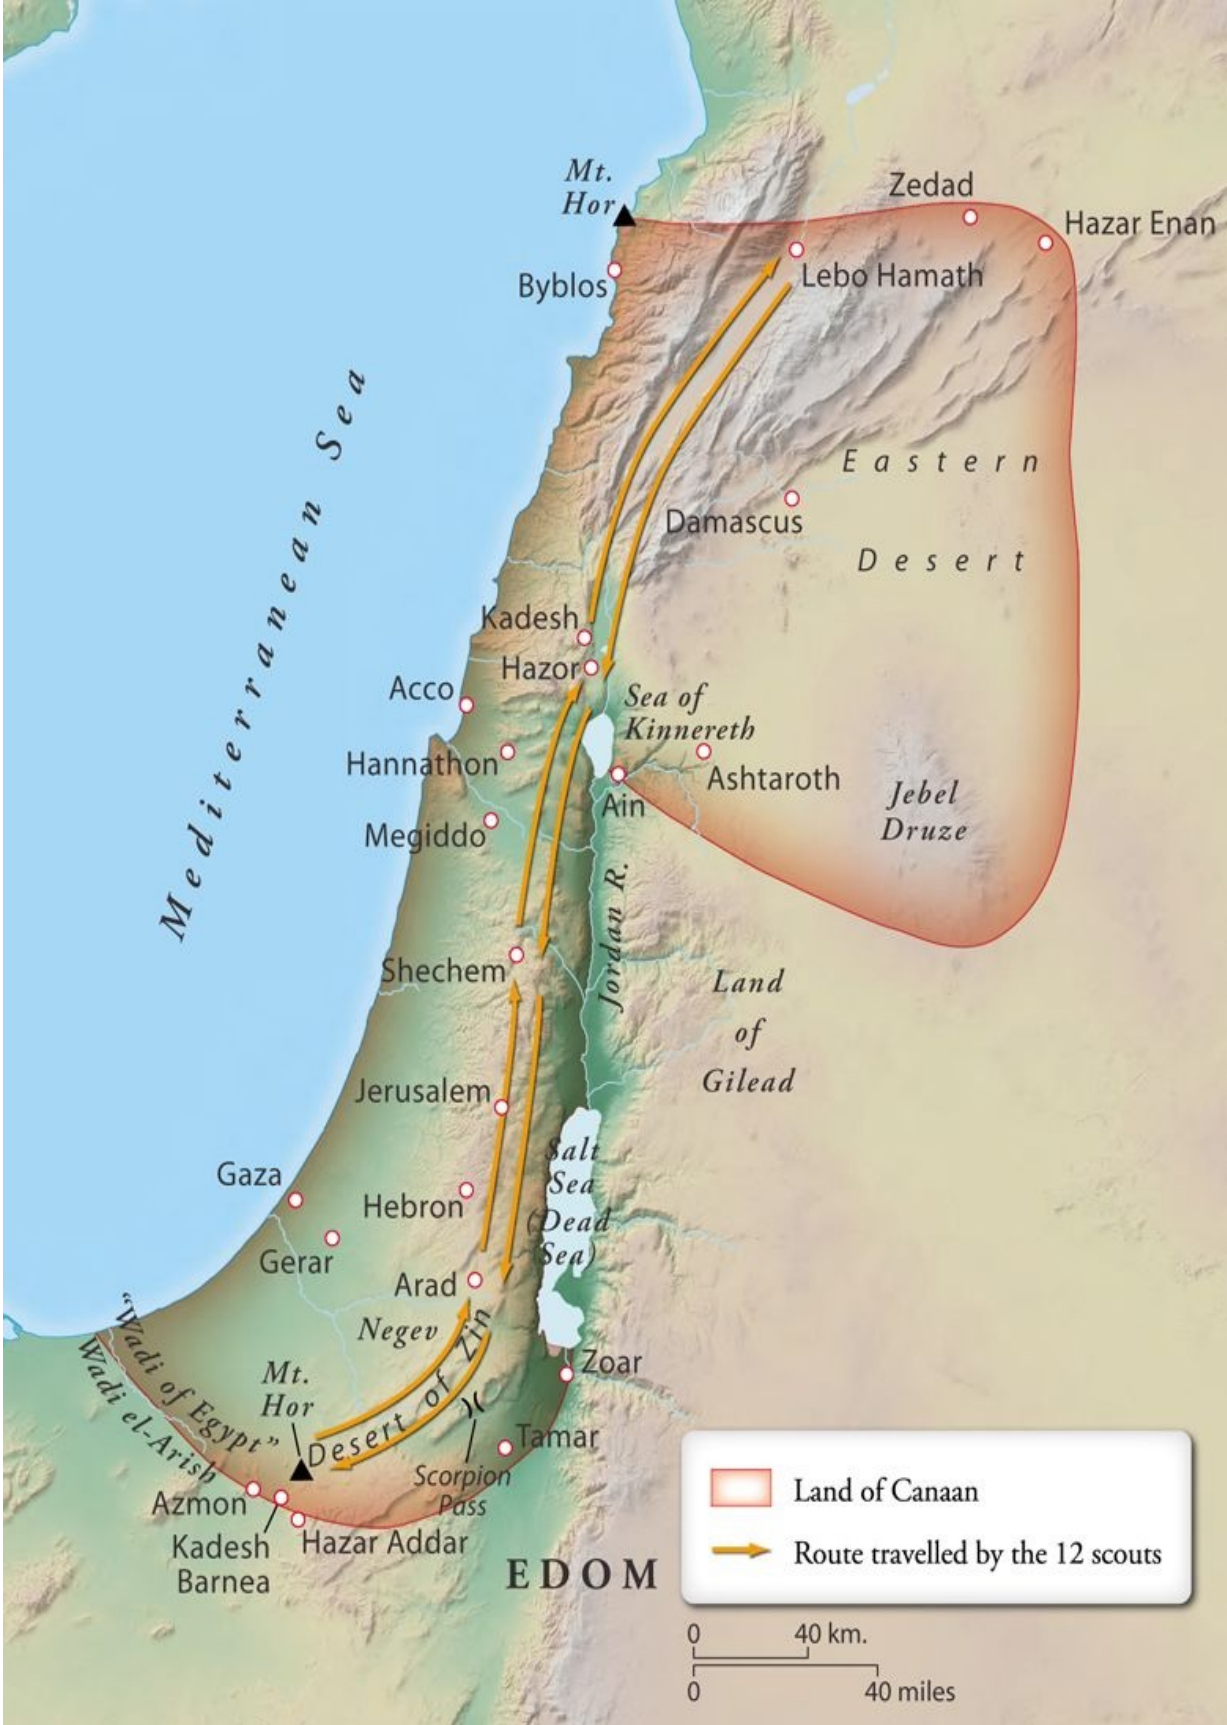 Mt.
Hor
Zedad
Hazar Enan
Byblos
Lebo Hamath
Mediterranean Sea
Eastern
Damascus
Desert
Kadesh
Hazor
Acco
Sea of
Kinnereth
Hannathon
Ashtaroth
Ain
Jebel
Druze
Megiddo
Jordan R.
Shechem
Land
of
Gilead
Jerusalem
Salt
Sea
(Dead
Sea)
Gaza
Hebron
Gerar
Arad
Negev
"Wadi of Egypt"
Wadi el-Arish
Mt.
Hor
Desert of Zin
Zoar
Tamar
Scorpion
Pass
Azmon
Kadesh
Barnea
Hazar Addar
EDOM
Land of Canaan
Route travelled by the 12 scouts
0 40 km.
0 40 miles